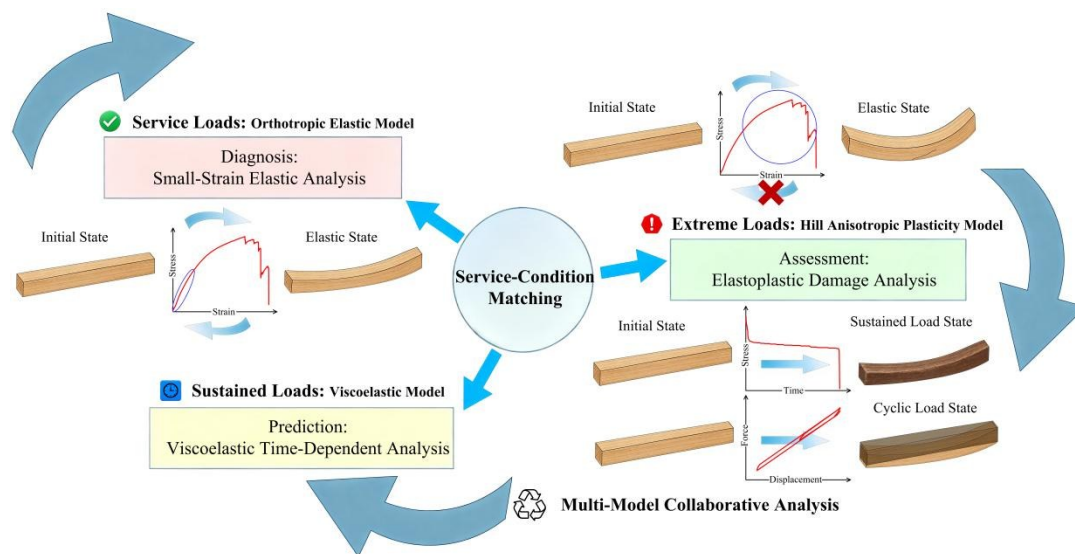 Service Loads: Orthotropic Elastic Model
Diagnosis:
Small-Strain Elastic Analysis
Initial State
Stress
Strain
Elastic State
Service-Condition
Matching
Initial State
Stress
Strain
Elastic State
Extreme Loads: Hill Anisotropic Plasticity Model
Assessment:
Elastoplastic Damage Analysis
Initial State
Stress
Time
Sustained Load State
Force
Displacement
Cyclic Load State
Sustained Loads: Viscoelastic Model
Prediction:
Viscoelastic Time-Dependent Analysis
Multi-Model Collaborative Analysis